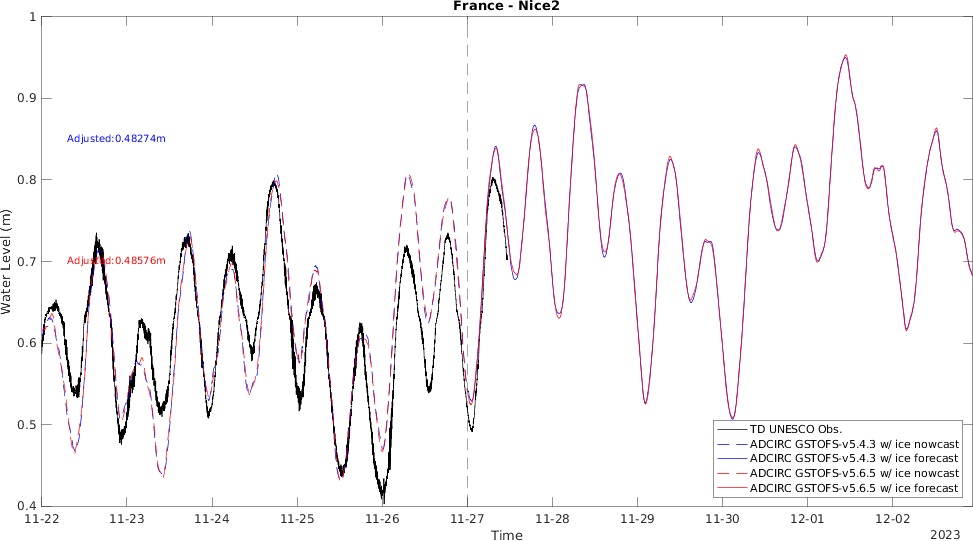 France - Nice2
1
0.9
0.8
0.7
0.6
0.5
0.4
Water Level (m)
Adjusted:0.48274m
Adjusted:0.48576m
TD UNESCO Obs.
ADCIRC GSTOFS-v5.4.3 w/ ice nowcast
ADCIRC GSTOFS-v5.4.3 w/ ice forecast
ADCIRC GSTOFS-v5.6.5 w/ ice nowcast
ADCIRC GSTOFS-v5.6.5 w/ ice forecast
11-22 11-23 11-24 11-25 11-26 11-27 11-28 11-29 11-30 12-01 12-02
Time
2023